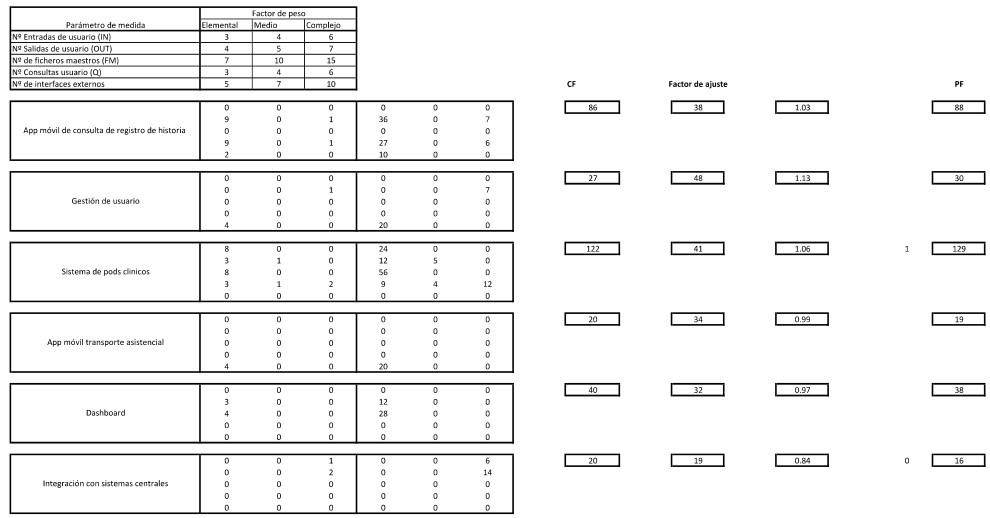 Factor de peso
Parámetro de medida Elemental Medio Complejo
Nº Entradas de usuario (IN) 3 4 6
Nº Salidas de usuario (OUT) 4 5 7
Nº de ficheros maestros (FM) 7 10 15
Nº Consultas usuario (Q) 3 4 6
Nº de interfaces externos 5 7 10 CF Factor de ajuste PF
0 0 0 0 0 0 86 38 1.03 88
9 0 1 36 0 7
App móvil de consulta de registro de historia 0 0 0 0 0 0
9 0 1 27 0 6
2 0 0 10 0 0
0 0 0 0 0 0 27 48 1.13 30
0 0 1 0 0 7
Gestión de usuario 0 0 0 0 0 0
0 0 0 0 0 0
4 0 0 20 0 0
8 0 0 24 0 0 122 41 1.06 1 129
3 1 0 12 5 0
Sistema de pods clinicos 8 0 0 56 0 0
3 1 2 9 4 12
0 0 0 0 0 0
0 0 0 0 0 0 20 34 0.99 19
0 0 0 0 0 0
App móvil transporte asistencial 0 0 0 0 0 0
0 0 0 0 0 0
4 0 0 20 0 0
0 0 0 0 0 0 40 32 0.97 38
3 0 0 12 0 0
Dashboard 4 0 0 28 0 0
0 0 0 0 0 0
0 0 0 0 0 0
0 0 1 0 0 6 20 19 0.84 0 16
0 0 2 0 0 14
Integración con sistemas centrales 0 0 0 0 0 0
0 0 0 0 0 0
0 0 0 0 0 0